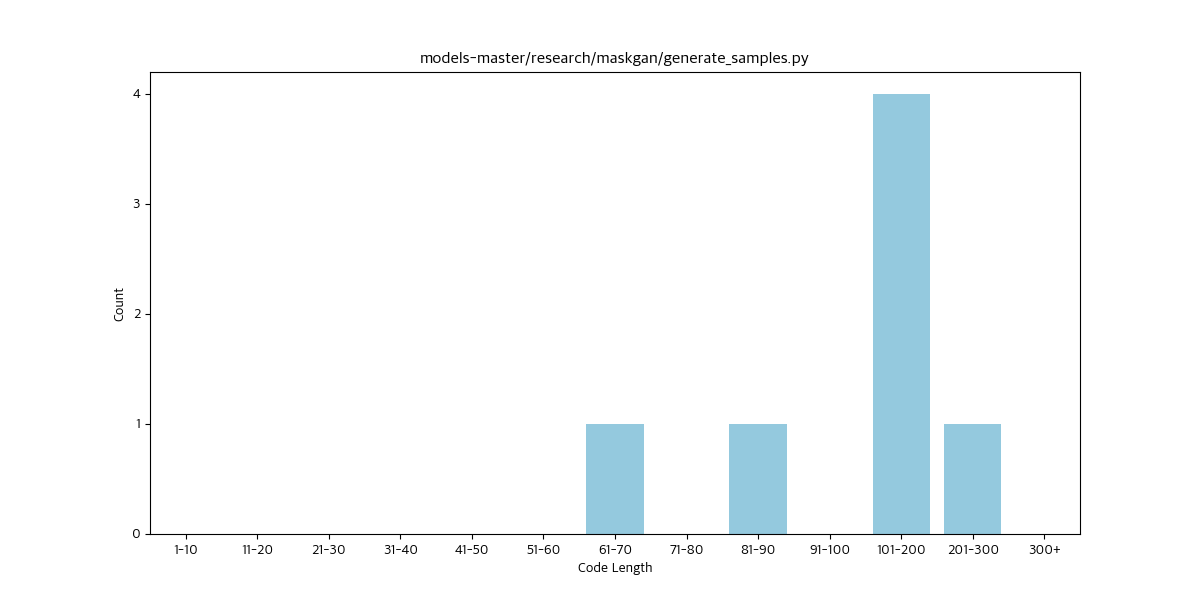 models-master/research/maskgan/generate_samples.py
Count
4
3
2
1
0
1-10 11-20 21-30 31-40 41-50 51-60 61-70 71-80 81-90 91-100 101-200 201-300 300+
Code Length